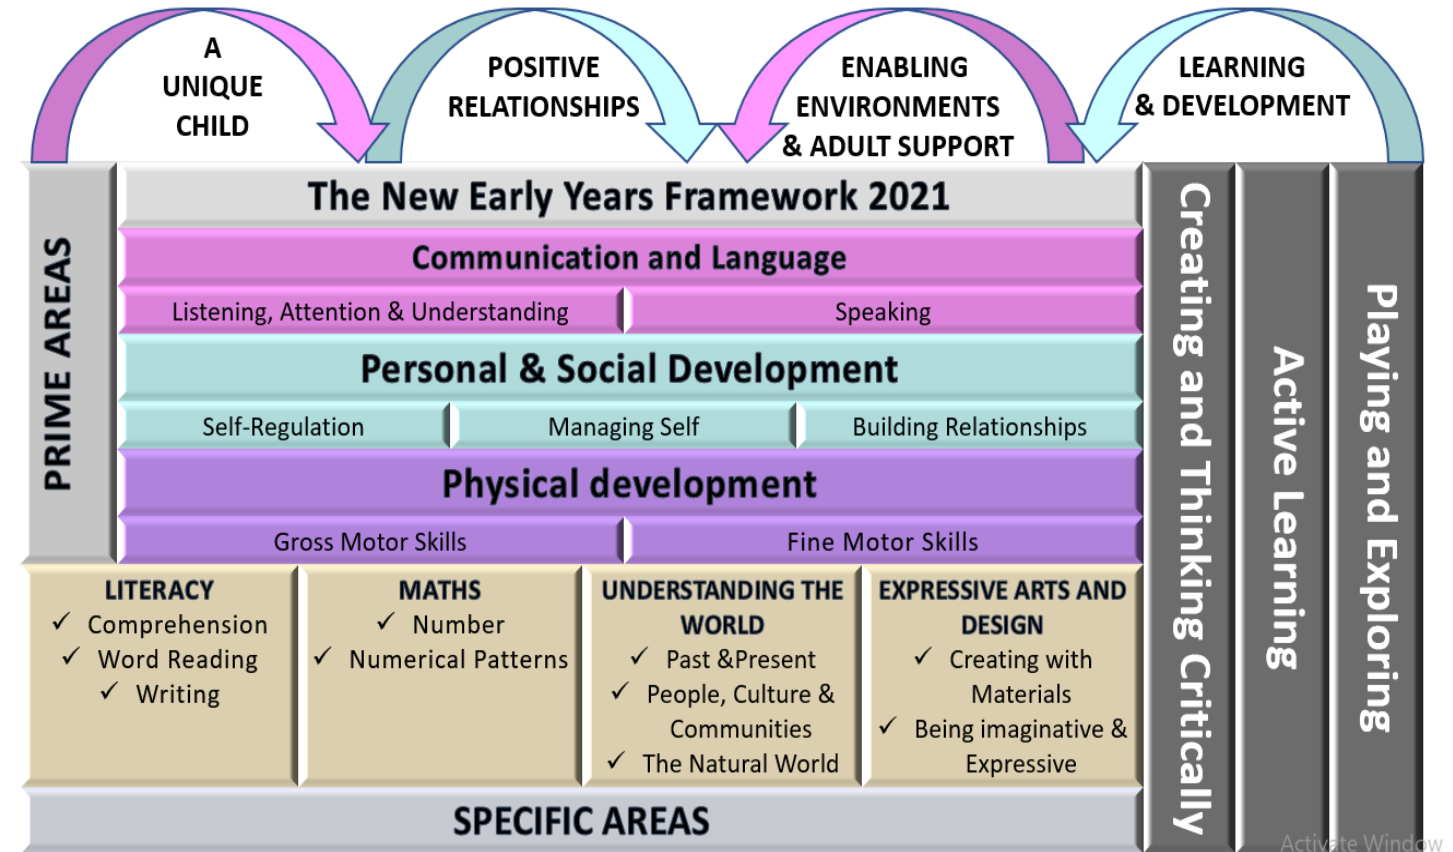 A
UNIQUE
CHILD
POSITIVE
RELATIONSHIPS
ENABLING
ENVIRONMENTS
& ADULT SUPPORT
LEARNING
& DEVELOPMENT
PRIME AREAS
The New Early Years Framework 2021
Communication and Language
Listening, Attention & Understanding
Speaking
Personal & Social Development
Self-Regulation
Managing Self
Building Relationships
Physical development
Gross Motor Skills
Fine Motor Skills
LITERACY
✓ Comprehension
✓ Word Reading
✓ Writing
MATHS
✓ Number
✓ Numerical Patterns
UNDERSTANDING THE
WORLD
✓ Past &Present
✓ People, Culture &
Communities
✓ The Natural World
EXPRESSIVE ARTS AND
DESIGN
✓ Creating with
Materials
✓ Being imaginative &
Expressive
SPECIFIC AREAS
Creating and Thinking Critically
Active Learning
Playing and Exploring
Activate Window